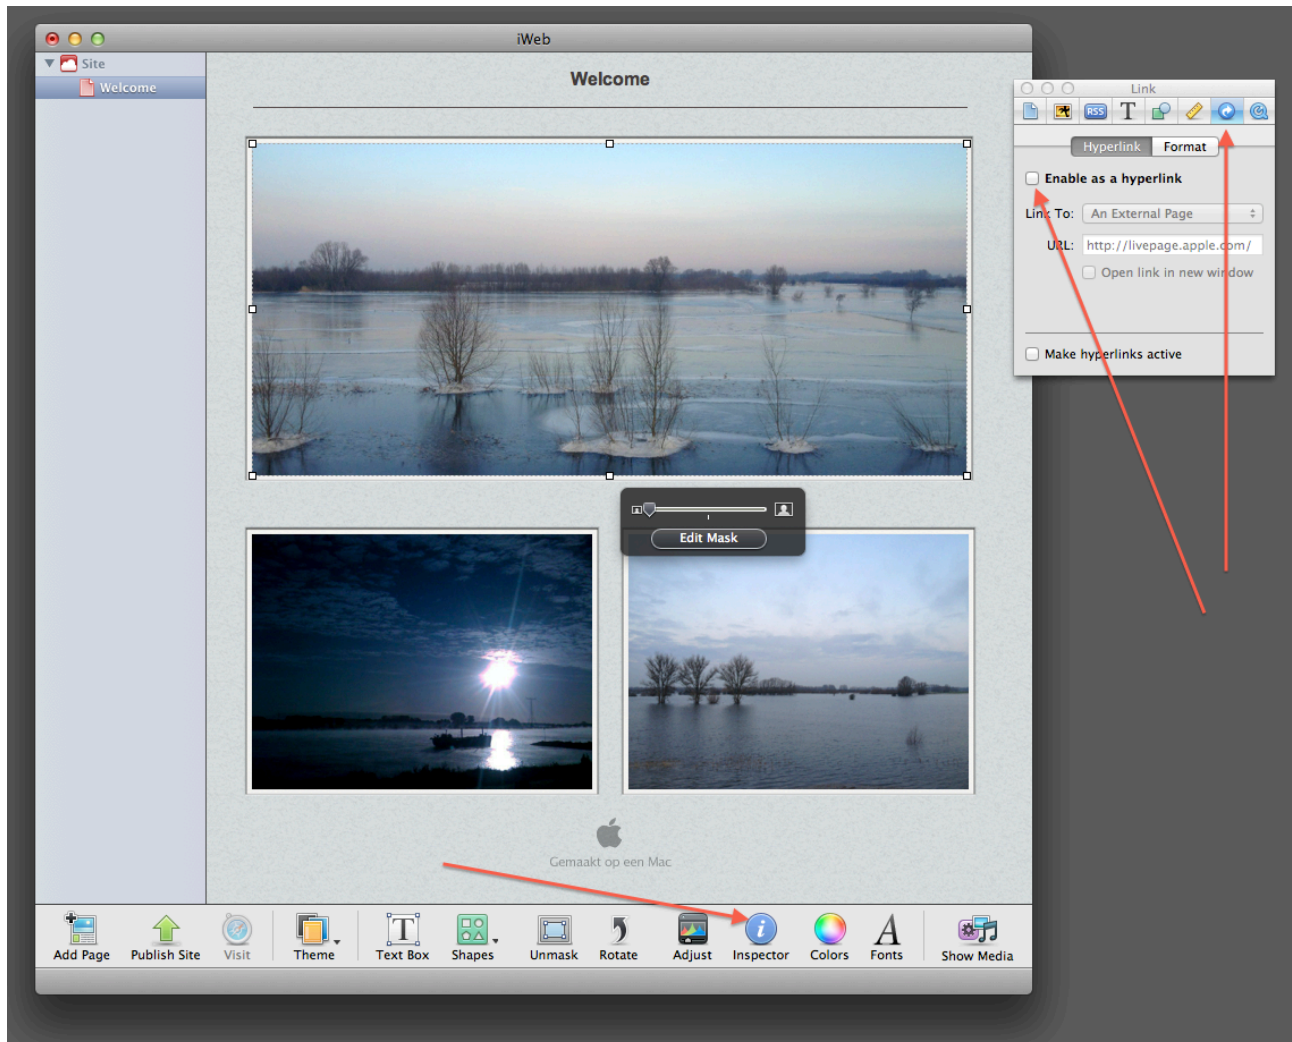 iWeb
Site
Welcome
Welcome
Link
RSS
T
Hyperlink Format
Enable as a hyperlink
Link To: An External Page
URL: http://livepage.apple.com/
Open link in new window
Make hyperlinks active
Edit Mask
Gemaakt op een Mac
T
i
A
Add Page Publish Site Visit Theme Text Box Shapes Unmask Rotate Adjust Inspector Colors Fonts Show Media